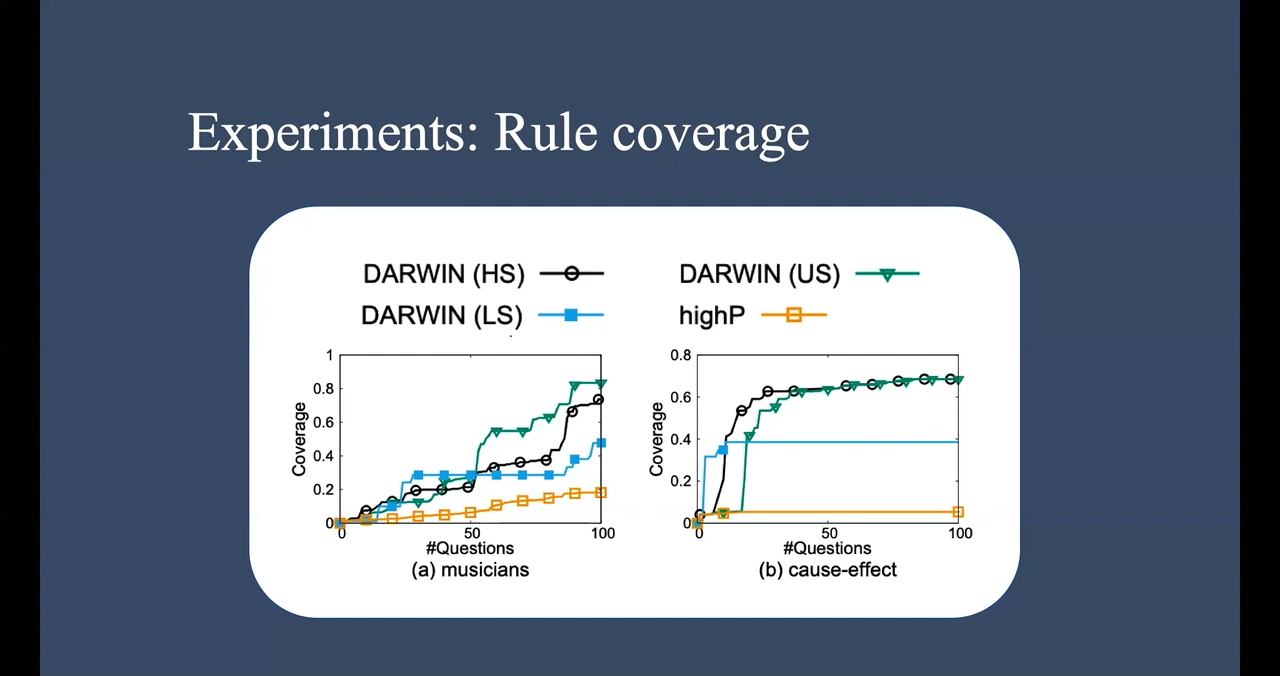 Experiments: Rule coverage
DARWIN (HS) DARWIN (US)
DARWIN (LS) highP
1
0.8
0.6
0.4
0.2
0
Coverage
0 50 100
#Questions
(a) musicians
0.8
0.6
0.4
0.2
0
Coverage
0 50 100
#Questions
(b) cause-effect